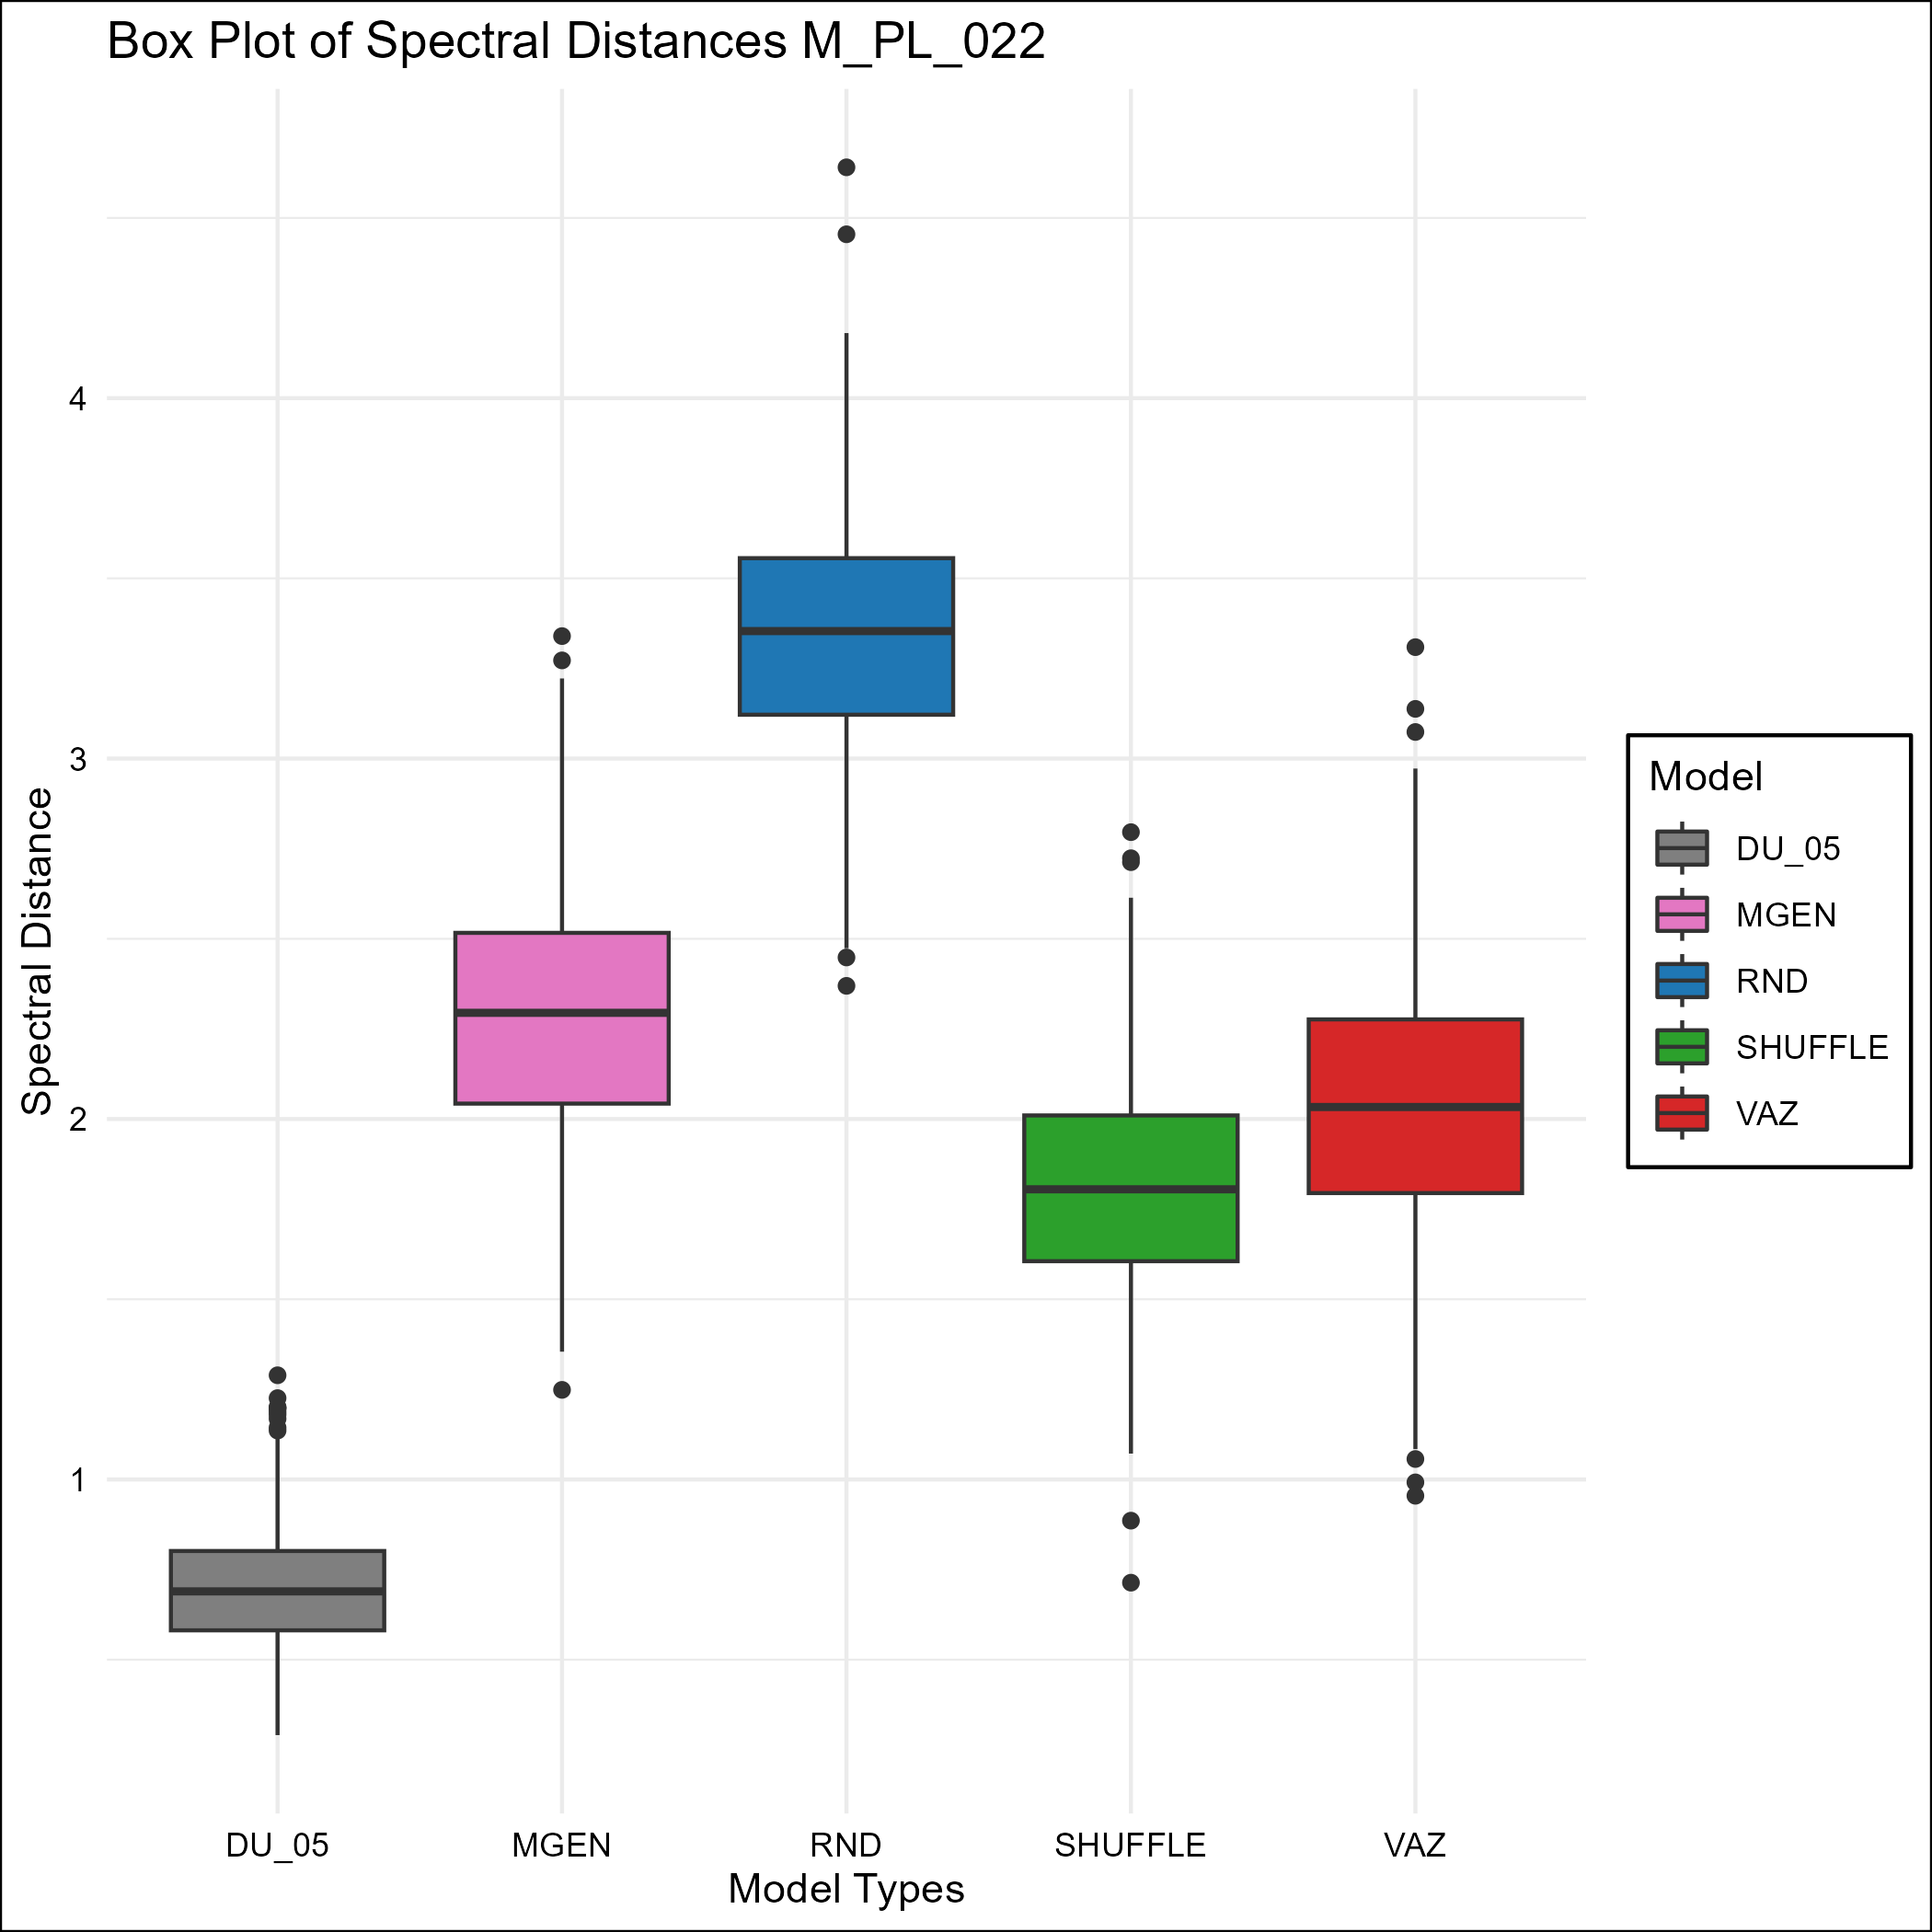 Box Plot of Spectral Distances M_PL_022
4
3
2
1
Spectral Distance
DU_05 MGEN RND SHUFFLE VAZ
Model Types
Model
DU_05
MGEN
RND
SHUFFLE
VAZ